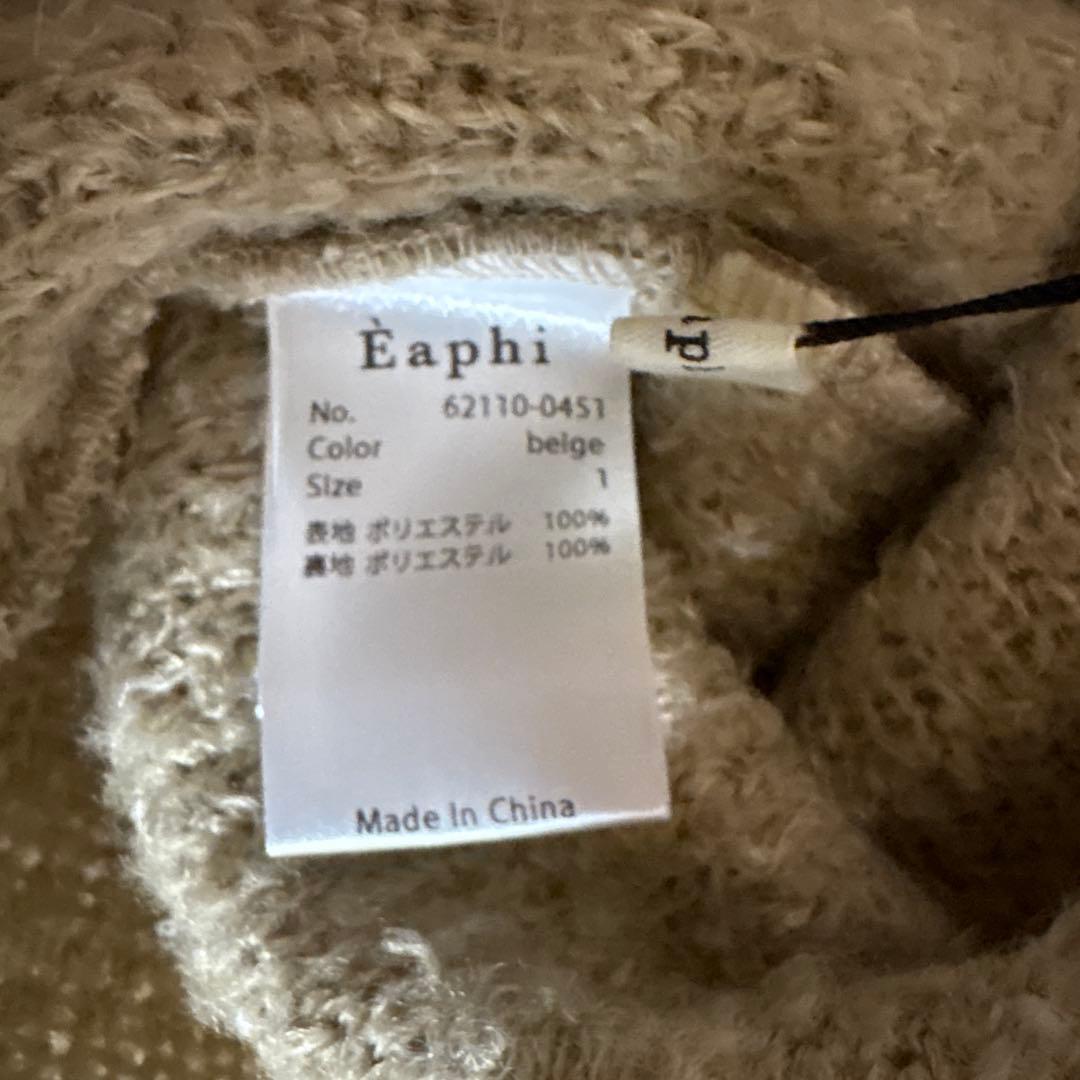 Èaphi
No. 62110-0451
Color beige
Size 1
表地 ポリエステル 100%
裏地 ポリエステル 100%
Made In China